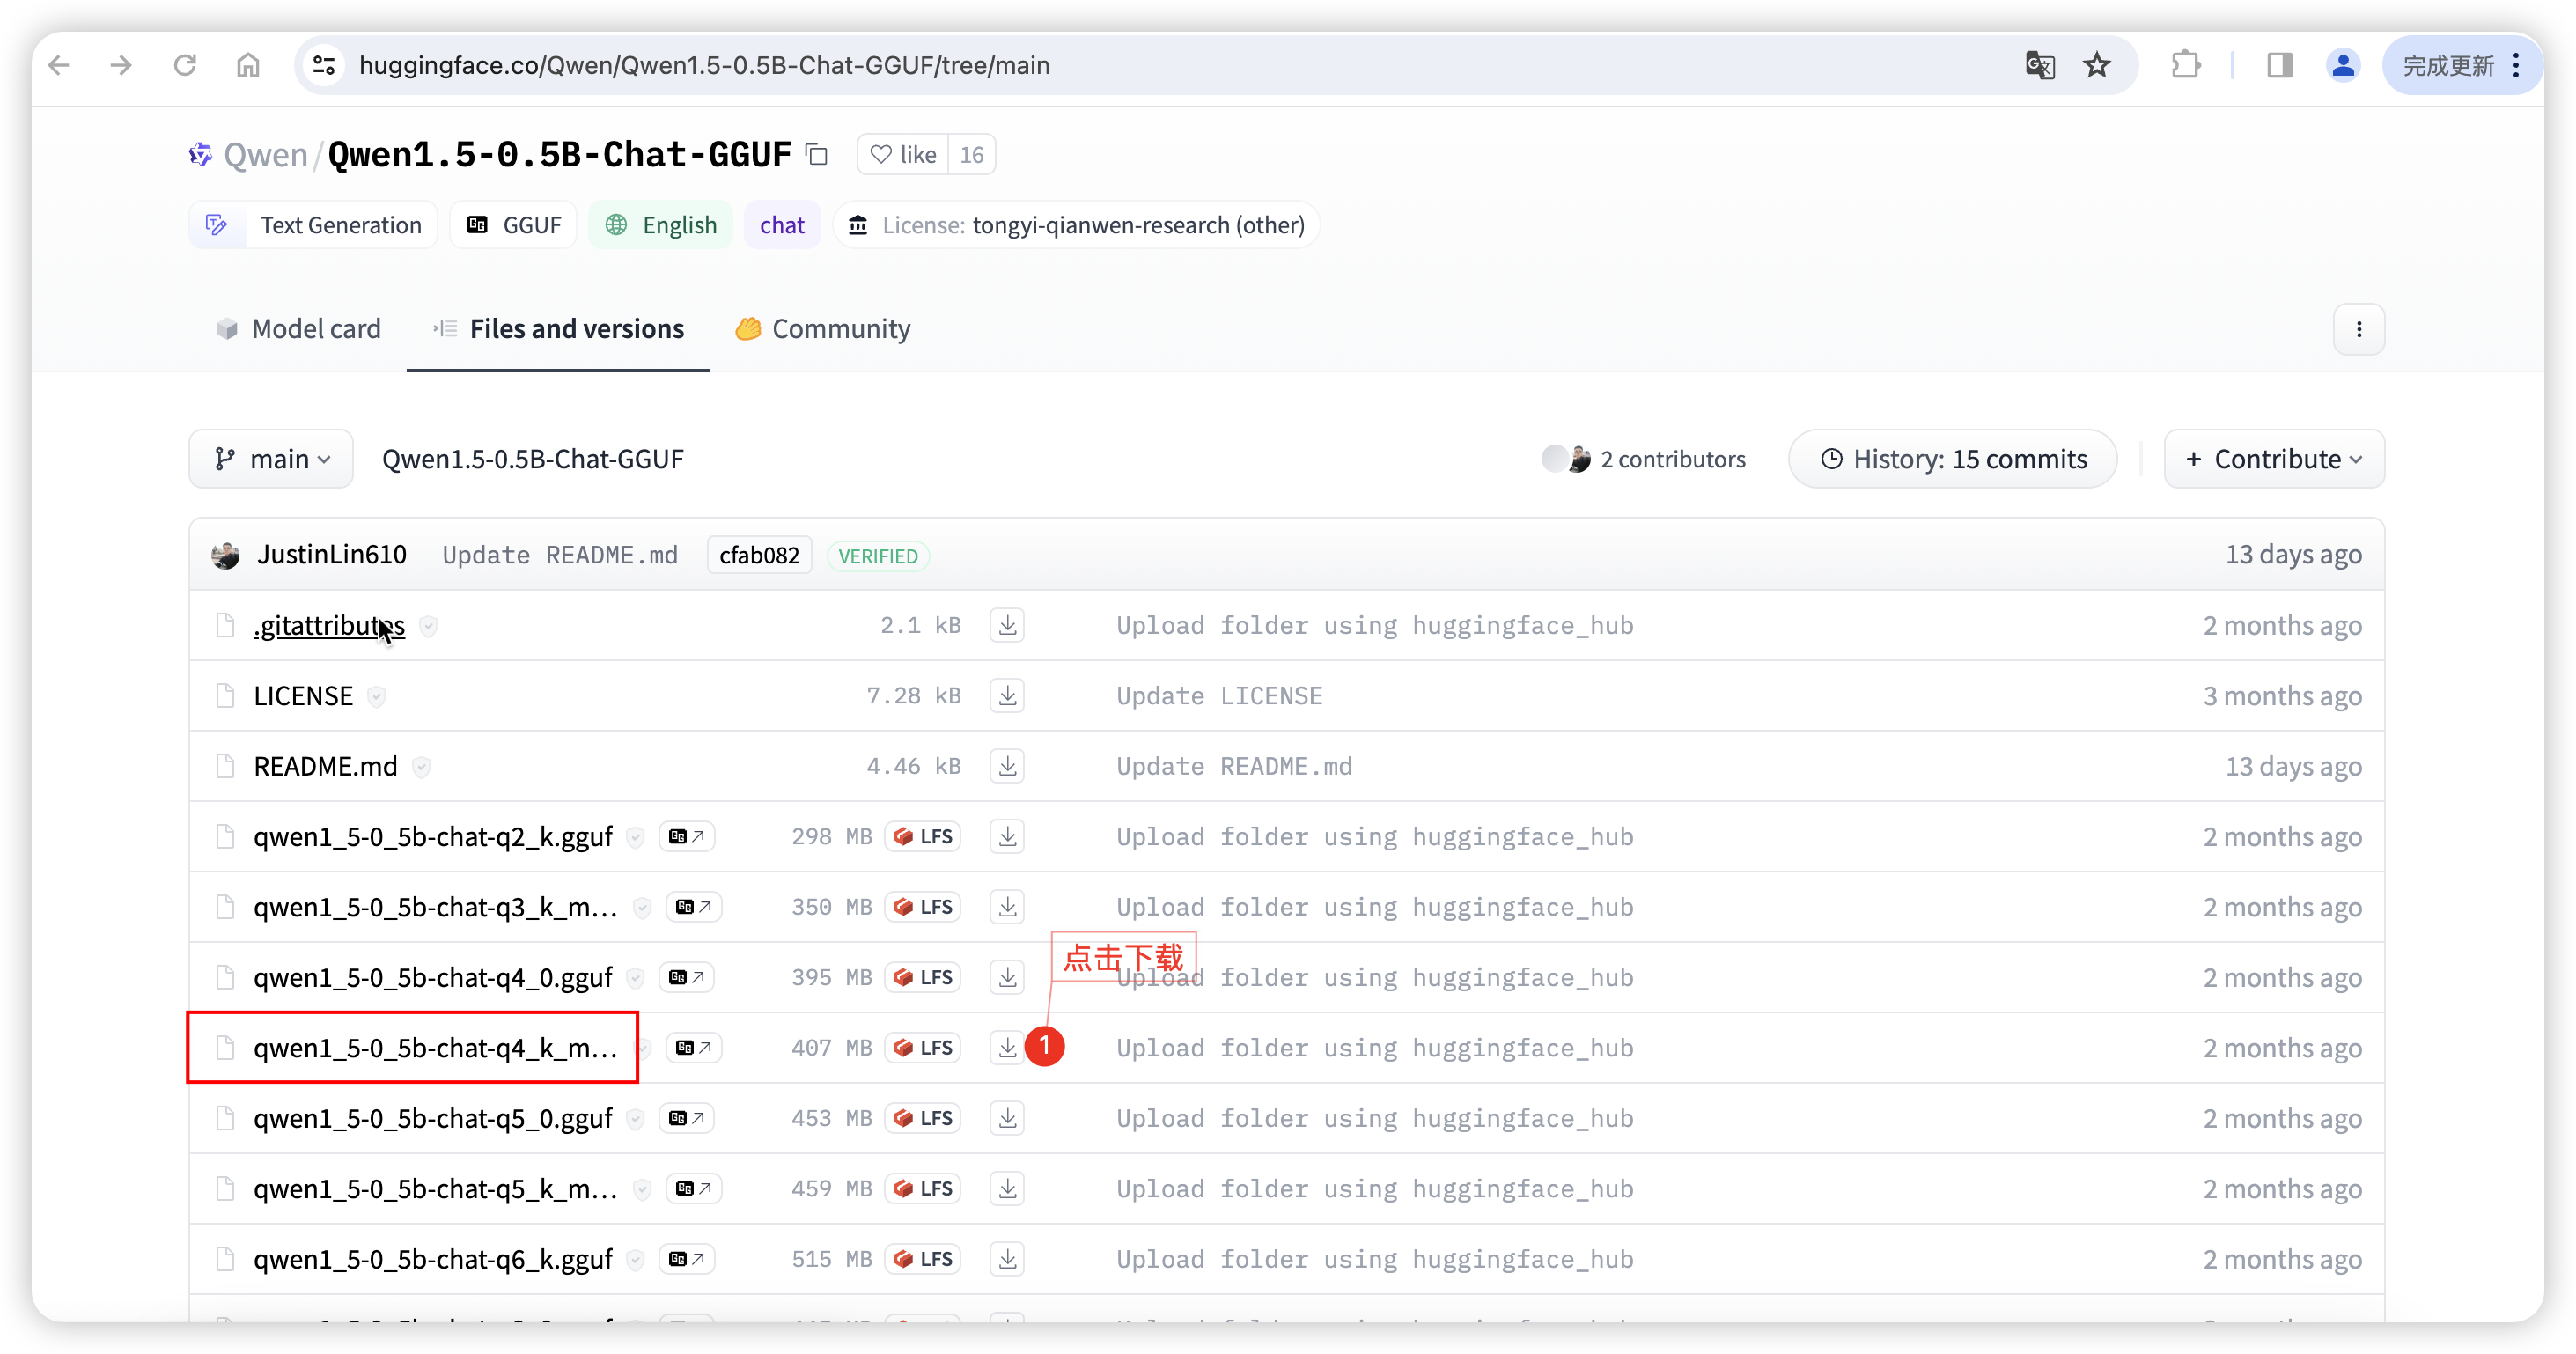 huggingface.co/Qwen/Qwen1.5-0.5B-Chat-GGUF/tree/main
完成更新
Qwen/Qwen1.5-0.5B-Chat-GGUF like 16
Text Generation GGUF English chat License: tongyi-qianwen-research (other)
Model card Files and versions Community
main Qwen1.5-0.5B-Chat-GGUF 2 contributors History: 15 commits + Contribute
JustinLin610 Update README.md cfab082 VERIFIED 13 days ago
.gitattributes 2.1 kB Upload folder using huggingface_hub 2 months ago
LICENSE 7.28 kB Update LICENSE 3 months ago
README.md 4.46 kB Update README.md 13 days ago
qwen1_5-0_5b-chat-q2_k.gguf 298 MB LFS Upload folder using huggingface_hub 2 months ago
qwen1_5-0_5b-chat-q3_k_m... 350 MB LFS Upload folder using huggingface_hub 2 months ago
点击下载
qwen1_5-0_5b-chat-q4_0.gguf 395 MB LFS Upload folder using huggingface_hub 2 months ago
qwen1_5-0_5b-chat-q4_k_m... 407 MB LFS 1 Upload folder using huggingface_hub 2 months ago
qwen1_5-0_5b-chat-q5_0.gguf 453 MB LFS Upload folder using huggingface_hub 2 months ago
qwen1_5-0_5b-chat-q5_k_m... 459 MB LFS Upload folder using huggingface_hub 2 months ago
qwen1_5-0_5b-chat-q6_k.gguf 515 MB LFS Upload folder using huggingface_hub 2 months ago